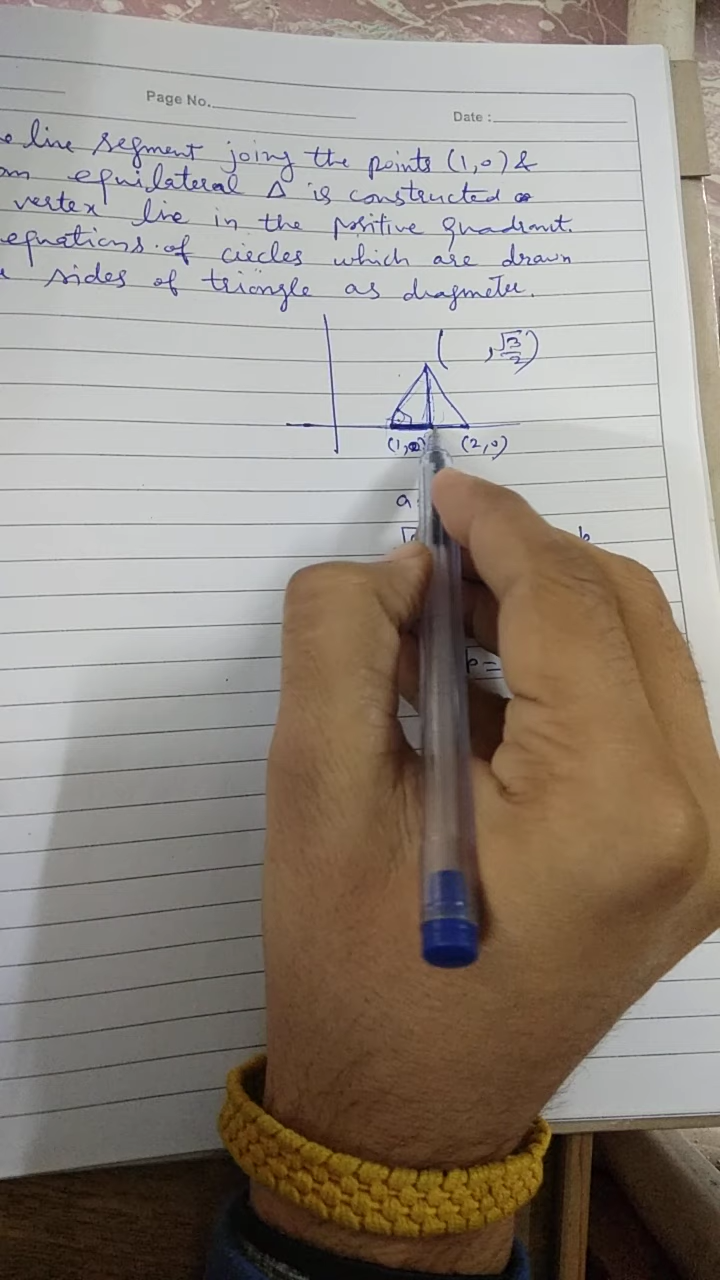 Page No.
Date :
line segment joing the points (1,0) &
equilateral Δ is constructed
vertex lie in the positive quadrant.
equations of circles which are drawn
sides of triangle as diagmeter.
( , √3/2)
(1,0) (2,0)
a
b
p =